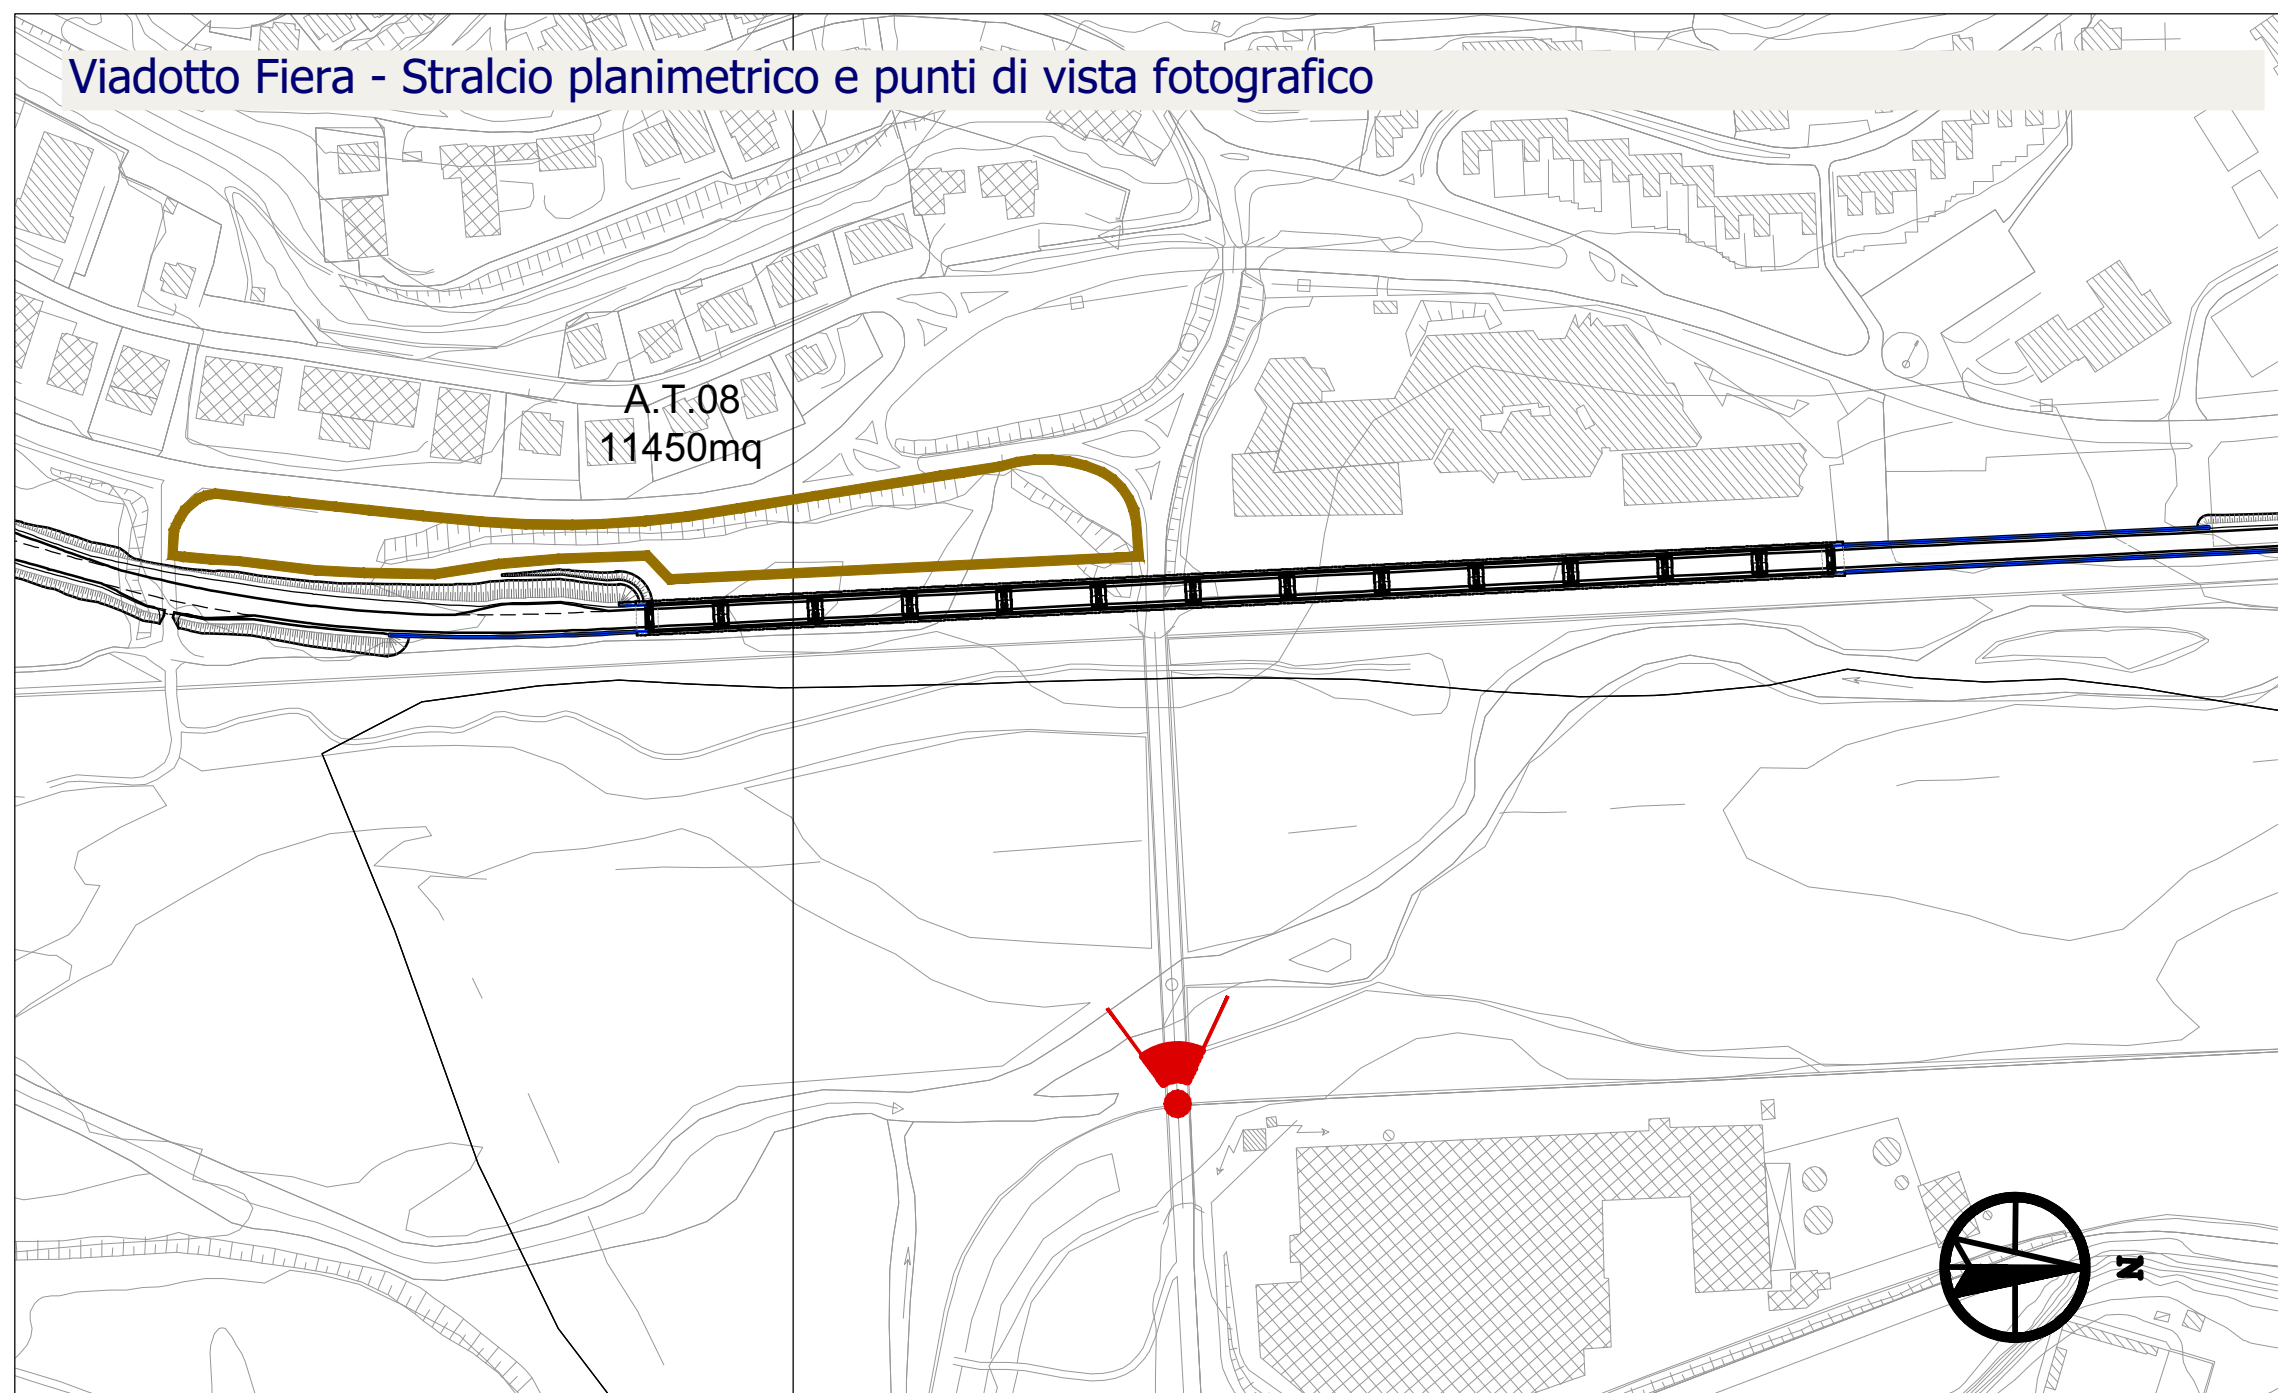 Viadotto Fiera - Stralcio planimetrico e punti di vista fotografico
A.T.08
11450mq
N